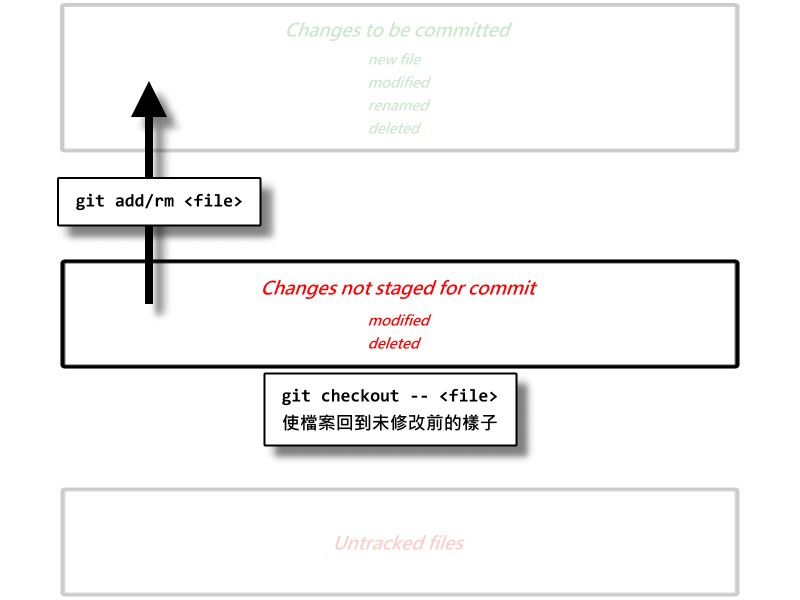 Changes to be committed
new file
modified
renamed
deleted
git add/rm <file>
Changes not staged for commit
modified
deleted
git checkout -- <file>
使檔案回到未修改前的樣子
Untracked files